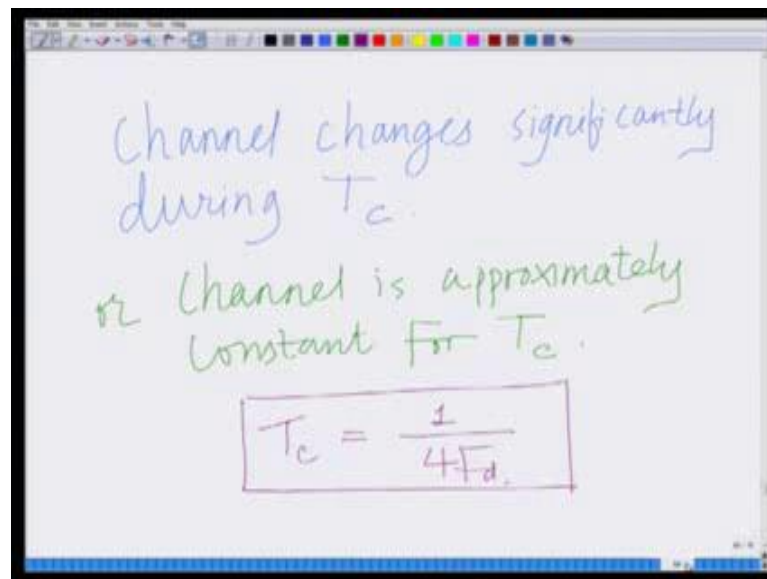 Channel changes significantly
during Tc.
or Channel is approximately
constant For Tc.
Tc = 1/4Fd.